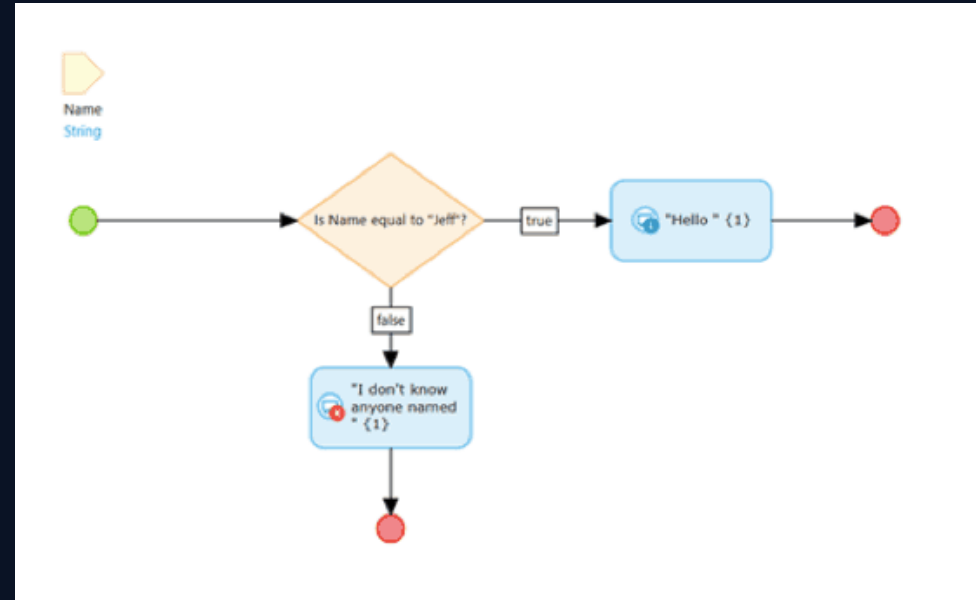 Name
String
Is Name equal to "Jeff"?
true
"Hello " {1}
false
"I don't know
anyone named
" {1}